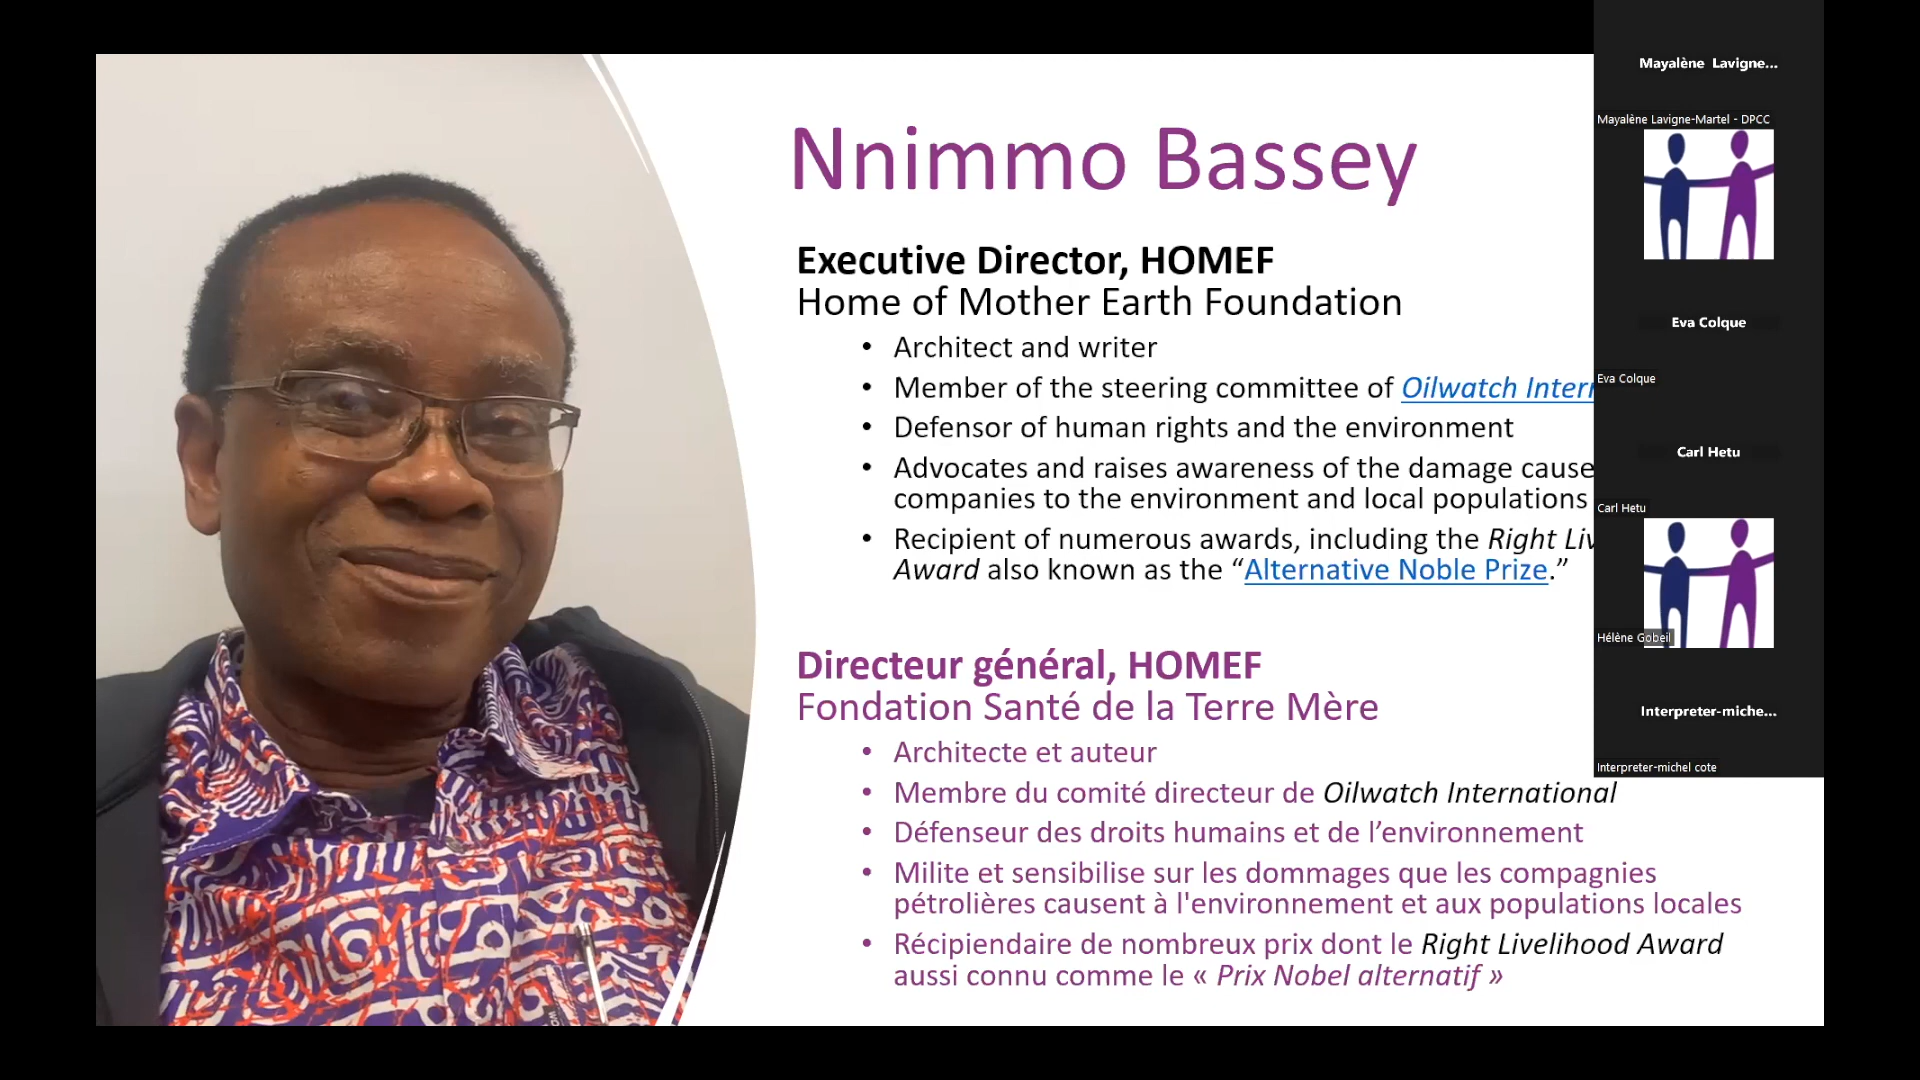 Nnimmo Bassey
Executive Director, HOMEF
Home of Mother Earth Foundation
• Architect and writer
• Member of the steering committee of Oilwatch
• Defensor of human rights and the environment
• Advocates and raises awareness of the damage cause
companies to the environment and local populations
• Recipient of numerous awards, including the Right
Award also known as the “Alternative Noble Prize.”
Directeur général, HOMEF
Fondation Santé de la Terre Mère
• Architecte et auteur
• Membre du comité directeur de Oilwatch International
• Défenseur des droits humains et de l’environnement
• Milite et sensibilise sur les dommages que les compagnies
pétrolières causent à l'environnement et aux populations locales
• Récipiendaire de nombreux prix dont le Right Livelihood Award
aussi connu comme le « Prix Nobel alternatif »
Mayalène Lavigne...
Mayalène Lavigne-Martel - DPCC
Eva Colque
Eva Colque
Carl Hetu
Carl Hetu
Hélène Gobeil
Interpreter-miche...
Interpreter-michel cote